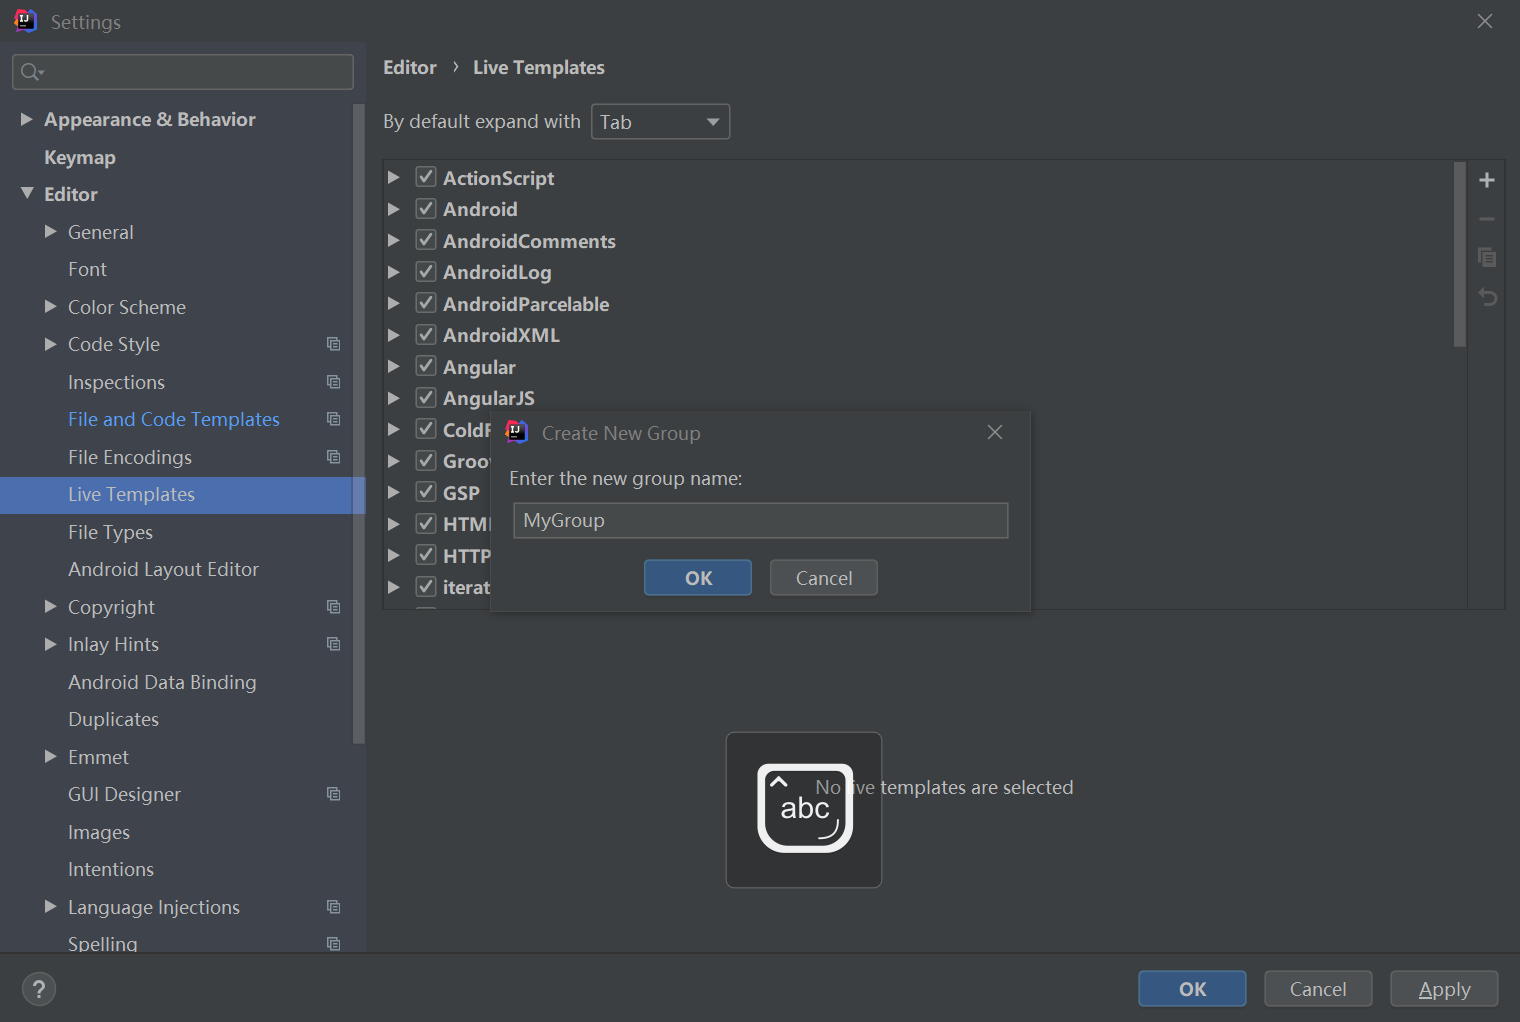 Settings
Editor › Live Templates
By default expand with Tab
Appearance & Behavior
Keymap
Editor
General
Font
Color Scheme
Code Style
Inspections
File and Code Templates
File Encodings
Live Templates
File Types
Android Layout Editor
Copyright
Inlay Hints
Android Data Binding
Duplicates
Emmet
GUI Designer
Images
Intentions
Language Injections
Spelling
ActionScript
Android
AndroidComments
AndroidLog
AndroidParcelable
AndroidXML
Angular
AngularJS
GSP
HTTP
Create New Group
Enter the new group name:
MyGroup
OK Cancel
No live templates are selected
abc
? OK Cancel Apply